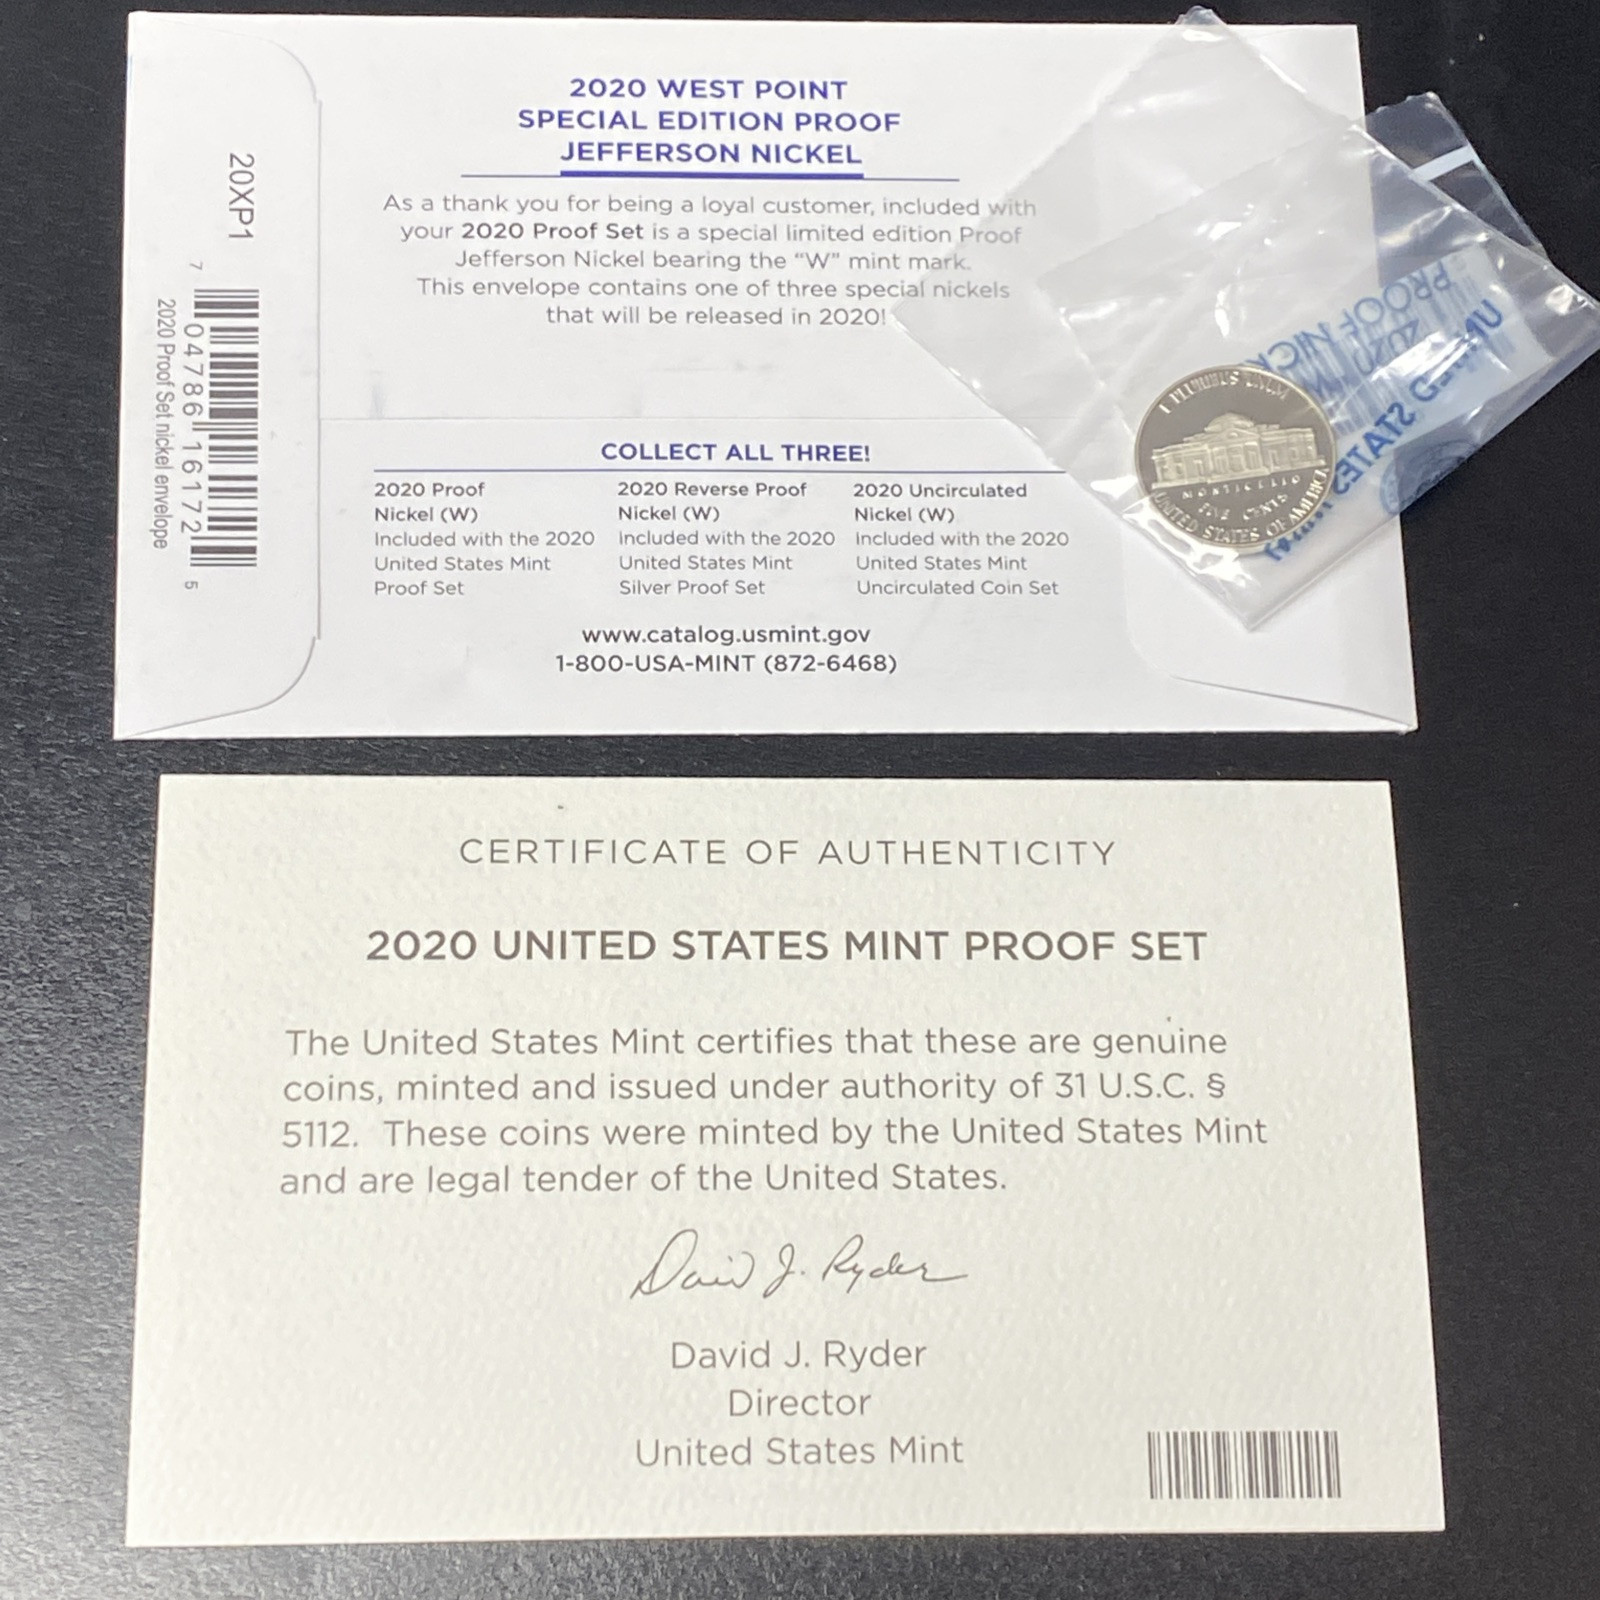 2020 WEST POINT
SPECIAL EDITION PROOF
JEFFERSON NICKEL
As a thank you for being a loyal customer, included with
your 2020 Proof Set is a special limited edition Proof
Jefferson Nickel bearing the “W” mint mark.
This envelope contains one of three special nickels
that will be released in 2020!
COLLECT ALL THREE!
2020 Proof
Nickel (W)
Included with the 2020
United States Mint
Proof Set
2020 Reverse Proof
Nickel (W)
Included with the 2020
United States Mint
Silver Proof Set
2020 Uncirculated
Nickel (W)
Included with the 2020
United States Mint
Uncirculated Coin Set
www.catalog.usmint.gov
1-800-USA-MINT (872-6468)
20XP1
7 04786 16172 5
2020 Proof Set nickel envelope
E PLURIBUS UNUM
MONTICELLO
FIVE CENTS
UNITED STATES OF AMERICA
UNITED STATES
2020
PROOF
CERTIFICATE OF AUTHENTICITY
2020 UNITED STATES MINT PROOF SET
The United States Mint certifies that these are genuine
coins, minted and issued under authority of 31 U.S.C. §
5112. These coins were minted by the United States Mint
and are legal tender of the United States.
David J. Ryder
David J. Ryder
Director
United States Mint